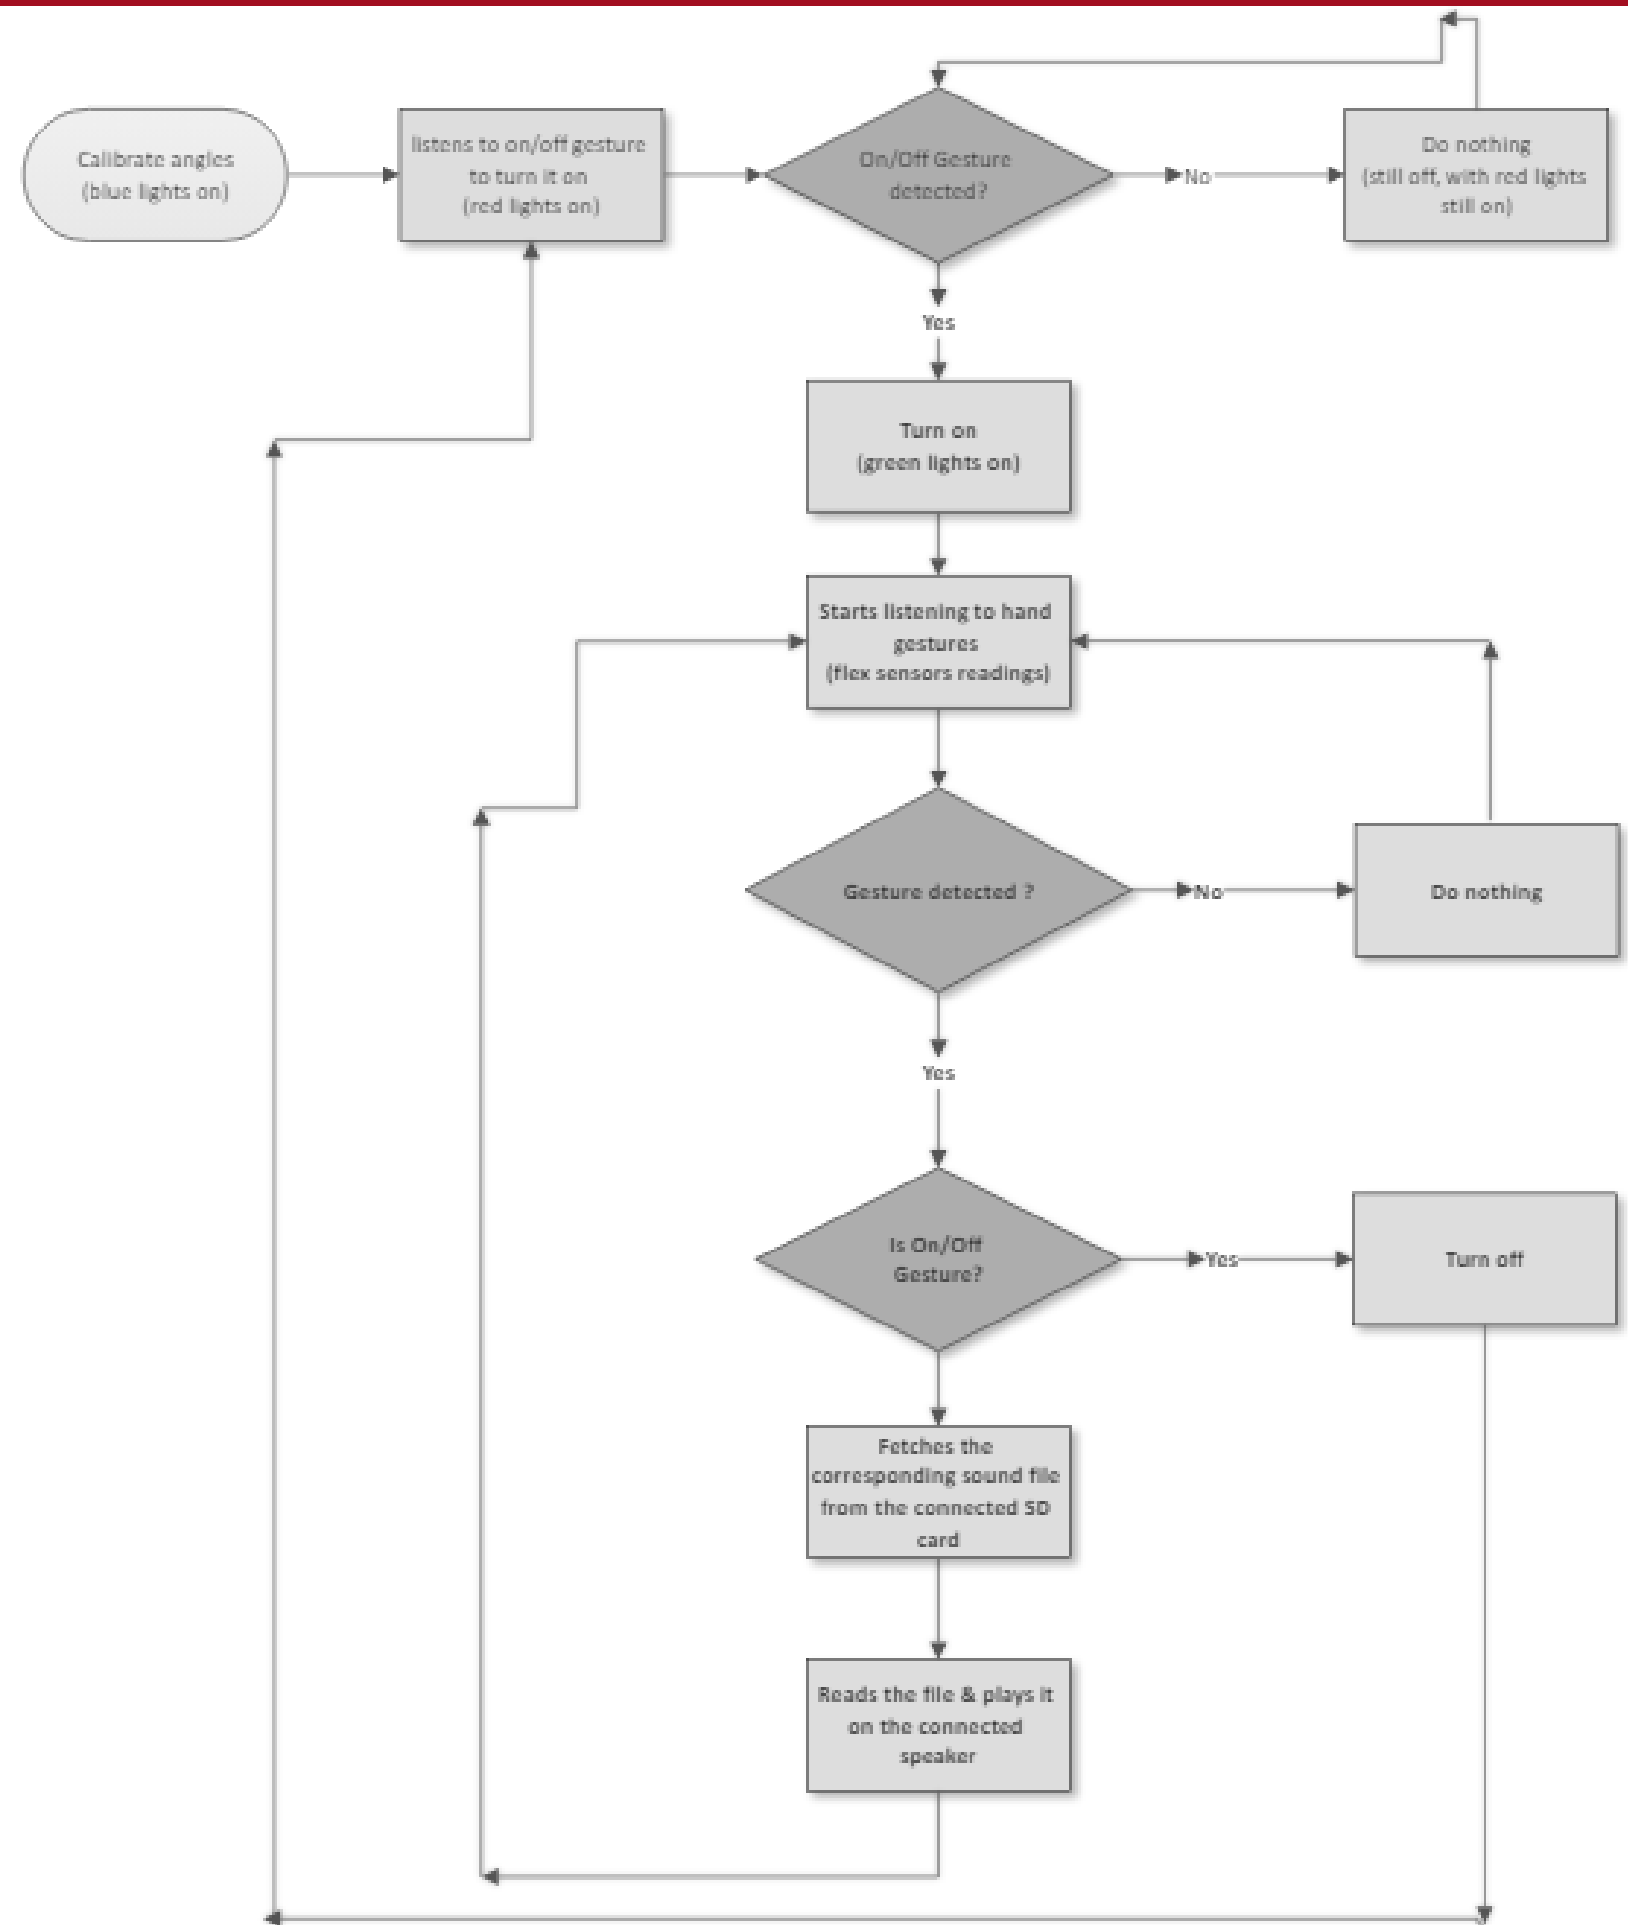 Calibrate angles
(blue lights on)
listens to on/off gesture
to turn it on
(red lights on)
On/Off Gesture
detected?
No
Do nothing
(still off, with red lights
still on)
Yes
Turn on
(green lights on)
Starts listening to hand
gestures
(flex sensors readings)
Gesture detected ?
No
Do nothing
Yes
Is On/Off
Gesture?
Yes
Turn off
Fetches the
corresponding sound file
from the connected SD
card
Reads the file & plays it
on the connected
speaker